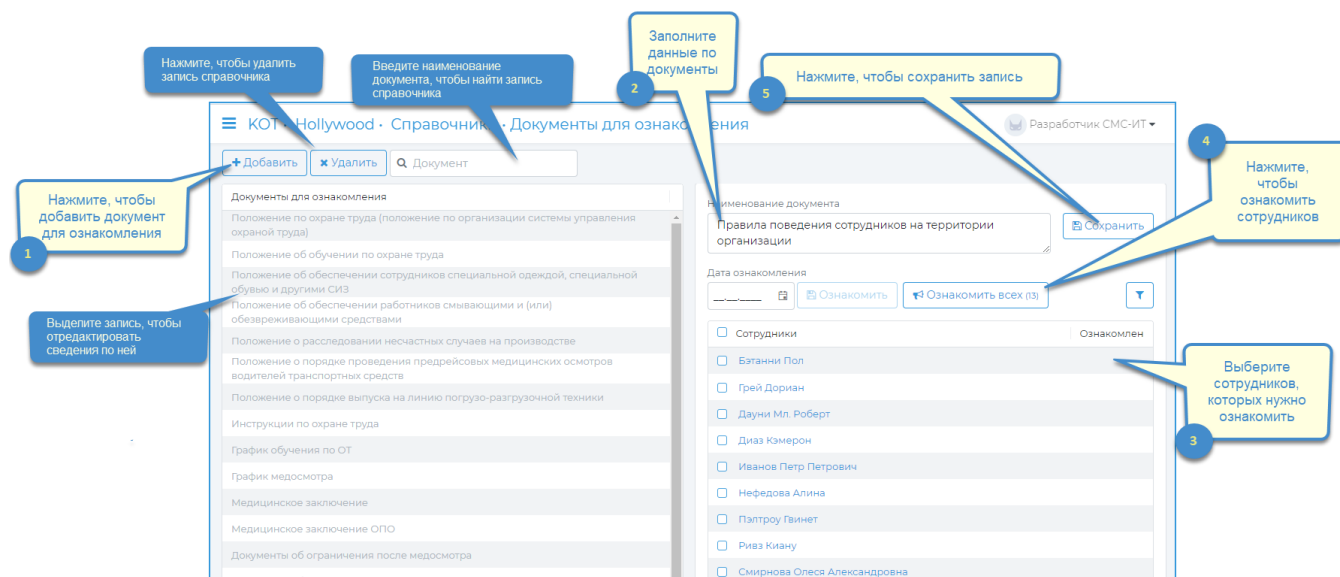 Заполните
данные по
документы
2
Нажмите, чтобы удалить
запись справочника
Введите наименование
документа, чтобы найти запись
справочника
Нажмите, чтобы сохранить запись
5
КОТ · Hollywood · Справочники · Документы для ознакомления
Разработчик СМС-ИТ
4
Нажмите,
чтобы
ознакомить
сотрудников
Добавить
Удалить
Документ
Нажмите, чтобы
добавить документ
для ознакомления
1
Документы для ознакомления
Положение по охране труда (положение по организации системы управления
охраной труда)
Положение об обучении по охране труда
Положение об обеспечении сотрудников специальной одеждой, специальной
обувью и другими СИЗ
Положение об обеспечении работников смывающими и (или)
обезвреживающими средствами
Положение о расследовании несчастных случаев на производстве
Положение о порядке проведения предрейсовых медицинских осмотров
водителей транспортных средств
Положение о порядке выпуска на линию погрузо-разгрузочной техники
Инструкции по охране труда
График обучения по ОТ
График медосмотра
Медицинское заключение
Медицинское заключение ОПО
Документы об ограничения после медосмотра
Выделите запись, чтобы
отредактировать
сведения по ней
Наименование документа
Правила поведения сотрудников на территории
организации
Сохранить
Дата ознакомления
__.__.____
Ознакомить
Ознакомить всех (13)
Сотрудники
Ознакомлен
Бэтанни Пол
Грей Дориан
Дауни Мл. Роберт
Диаз Кэмерон
Иванов Петр Петрович
Нефедова Алина
Пэлтроу Гвинет
Ривз Киану
Смирнова Олеся Александровна
Выберите
сотрудников,
которых нужно
ознакомить
3